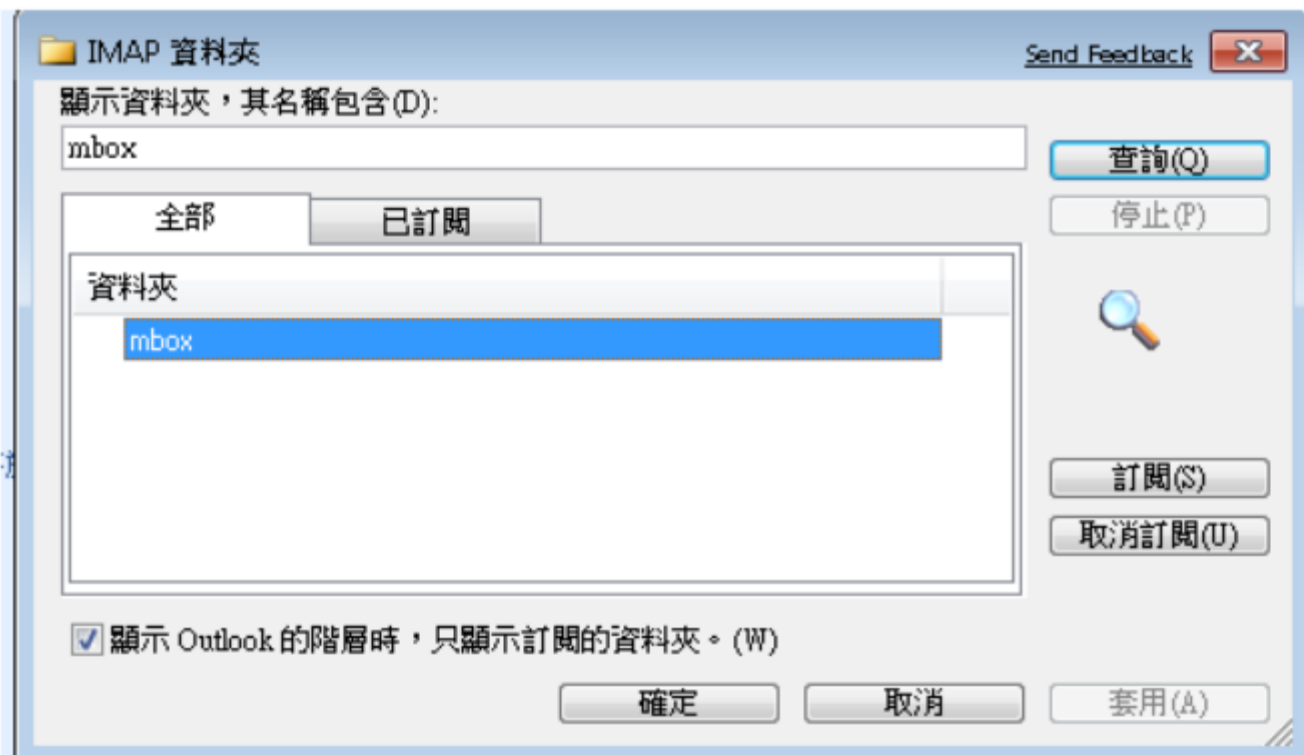 IMAP 資料夾
Send Feedback
顯示資料夾，其名稱包含(D):
mbox
查詢(Q)
全部
已訂閱
停止(P)
資料夾
mbox
訂閱(S)
取消訂閱(U)
顯示 Outlook 的階層時，只顯示訂閱的資料夾。(W)
確定
取消
套用(A)